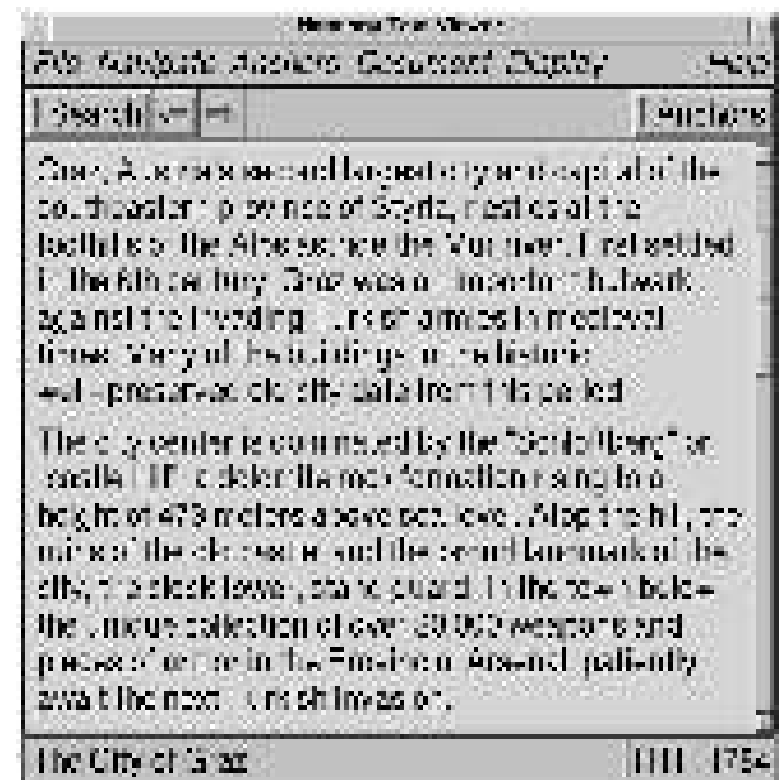 Harmony Text Viewer
File Navigate Anchors Document Display Help
Search Anchors
Graz, Austria's second largest city and capital of the
southeastern province of Styria, nestles at the
foothills of the Alps astride the Mur river. First settled
in the 6th century, Graz was an important bulwark
against the invading Turkish armies in medieval
times. Many of the buildings in the historic
well-preserved old city date from this period.
The city center is dominated by the "Schloßberg" or
castle hill, a dolomite rock formation rising to a
height of 473 meters above sea level. Atop the hill, the
ruins of the old castle and the proud landmark of the
city, the clock tower, stand guard. In the town below
the unique collection of over 30,000 weapons and
pieces of armor in the Provincial Arsenal patiently
await the next Turkish invasion.
The City of Graz